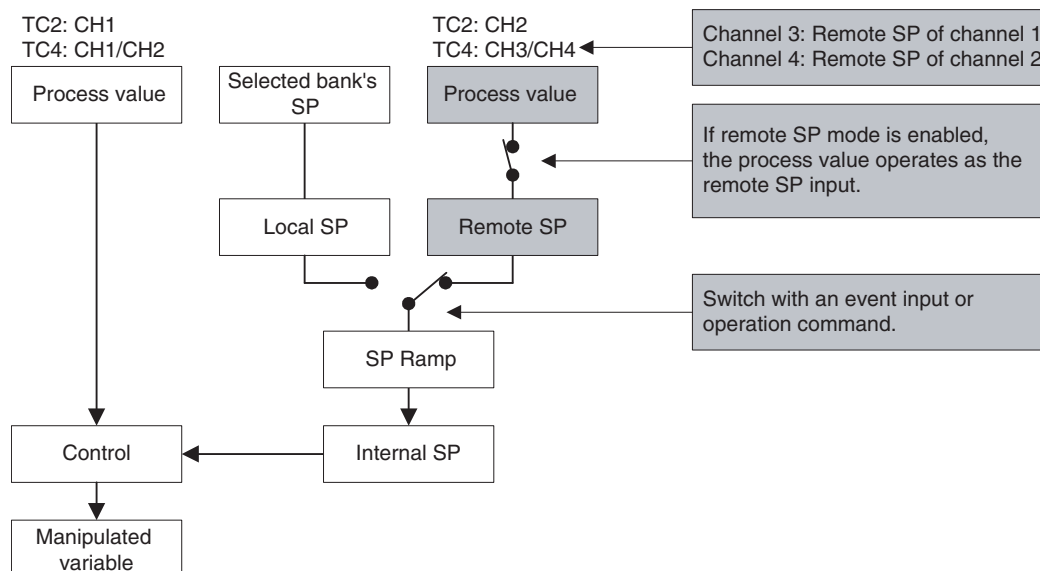 TC2: CH1
TC4: CH1/CH2
TC2: CH2
TC4: CH3/CH4
Channel 3: Remote SP of channel 1
Channel 4: Remote SP of channel 2
Process value
Selected bank's
SP
Process value
If remote SP mode is enabled,
the process value operates as the
remote SP input.
Local SP
Remote SP
Switch with an event input or
operation command.
SP Ramp
Control
Internal SP
Manipulated
variable